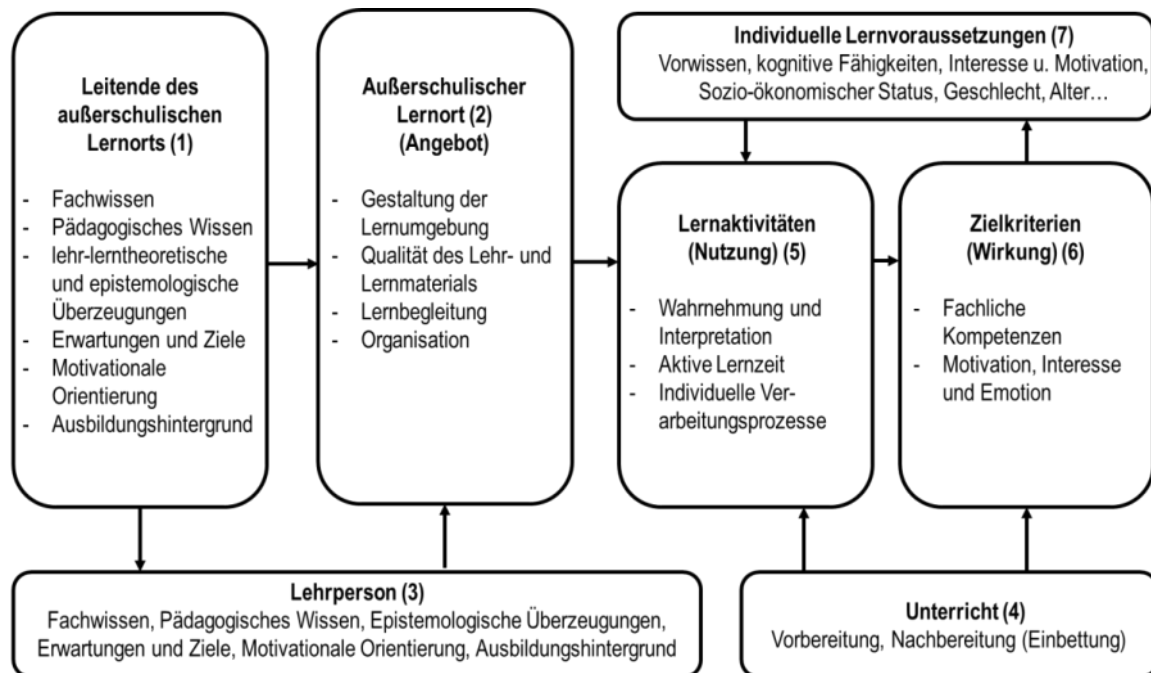 Leitende des
außerschulischen
Lernorts (1)
- Fachwissen
- Pädagogisches Wissen
- lehr-lerntheoretische
und epistemologische
Überzeugungen
- Erwartungen und Ziele
- Motivationale
Orientierung
- Ausbildungshintergrund
Außerschulischer
Lernort (2)
(Angebot)
- Gestaltung der
Lernumgebung
- Qualität des Lehr- und
Lernmaterials
- Lernbegleitung
- Organisation
Individuelle Lernvoraussetzungen (7)
Vorwissen, kognitive Fähigkeiten, Interesse u. Motivation,
Sozio-ökonomischer Status, Geschlecht, Alter…
Lernaktivitäten
(Nutzung) (5)
- Wahrnehmung und
Interpretation
- Aktive Lernzeit
- Individuelle Ver-
arbeitungsprozesse
Zielkriterien
(Wirkung) (6)
- Fachliche
Kompetenzen
- Motivation, Interesse
und Emotion
Lehrperson (3)
Fachwissen, Pädagogisches Wissen, Epistemologische Überzeugungen,
Erwartungen und Ziele, Motivationale Orientierung, Ausbildungshintergrund
Unterricht (4)
Vorbereitung, Nachbereitung (Einbettung)